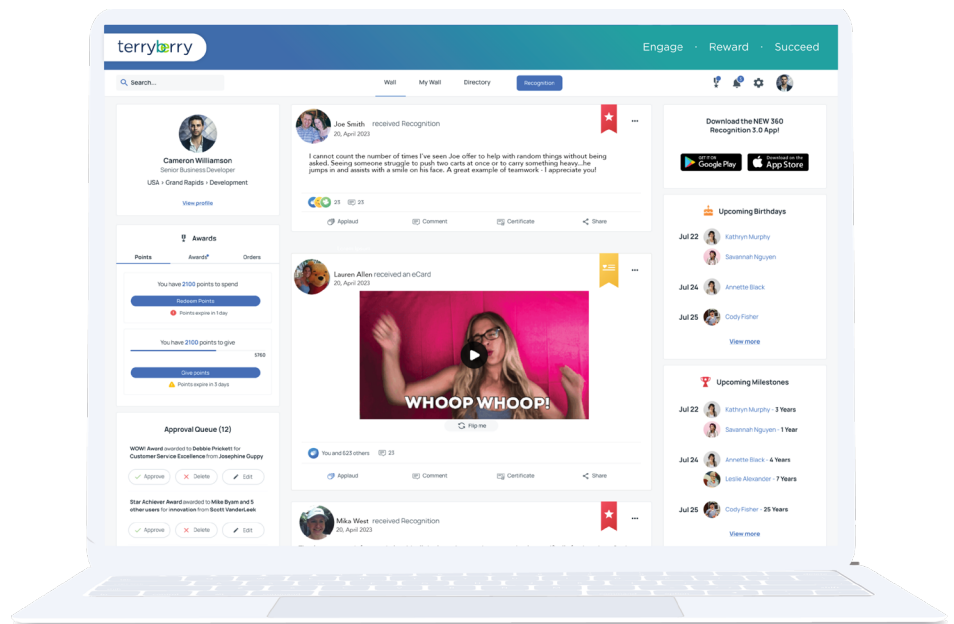 terryberry
Engage · Reward · Succeed
Search...
Wall
My Wall
Directory
Recognition
Cameron Williamson
Senior Business Developer
USA › Grand Rapids › Development
View profile
Awards
Points
Awards
Orders
You have 2100 points to spend
Redeem Points
Points expire in 1 day
You have 2100 points to give
5760
Give points
Points expire in 3 days
Approval Queue (12)
WOW! Award awarded to Debbie Prickett for
Customer Service Excellence from Josephine Guppy
Approve
Delete
Edit
Star Achiever Award awarded to Mike Byam and 5
other users for innovation from Scott VanderLeek
Approve
Delete
Edit
Joe Smith received Recognition
20, April 2023
I cannot count the number of times I've seen Joe offer to help with random things without being
asked. Seeing someone struggle to push two carts at once or to carry something heavy...he
jumps in and assists with a smile on his face. A great example of teamwork - I appreciate you!
23
23
Applaud
Comment
Certificate
Share
Lauren Allen received an eCard
20, April 2023
WHOOP WHOOP!
Flip me
You and 623 others
23
Applaud
Comment
Certificate
Share
Mika West received Recognition
20, April 2023
Download the NEW 360
Recognition 3.0 App!
GET IT ON
Google Play
Download on the
App Store
Upcoming Birthdays
Jul 22
Kathryn Murphy
Savannah Nguyen
Jul 24
Annette Black
Jul 25
Cody Fisher
View more
Upcoming Milestones
Jul 22
Kathryn Murphy - 3 Years
Savannah Nguyen - 1 Year
Jul 24
Annette Black - 4 Years
Leslie Alexander - 7 Years
Jul 25
Cody Fisher - 25 Years
View more